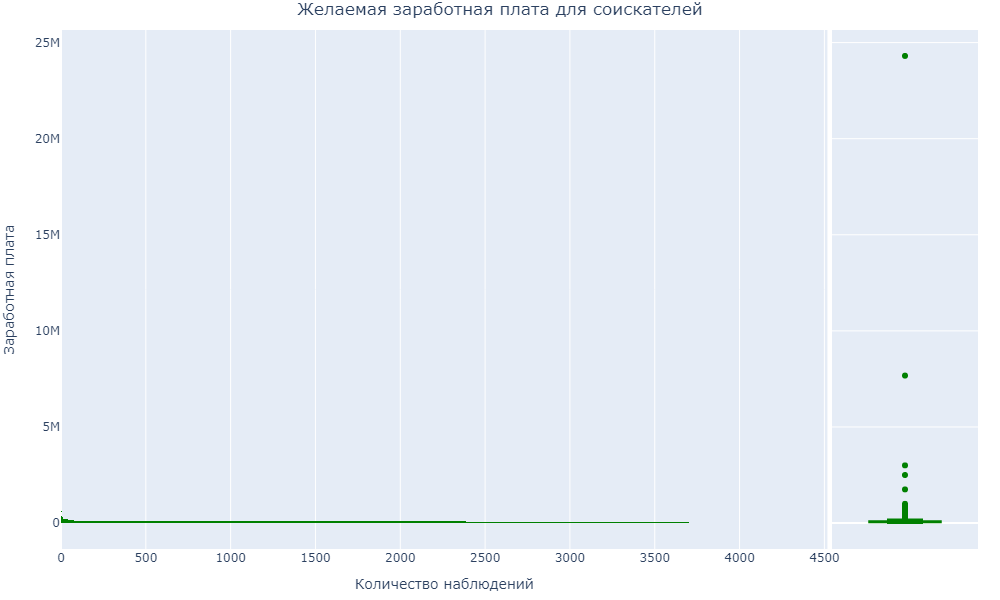 Желаемая заработная плата для соискателей
Заработная плата
25M
20M
15M
10M
5M
0
0 500 1000 1500 2000 2500 3000 3500 4000 4500
Количество наблюдений